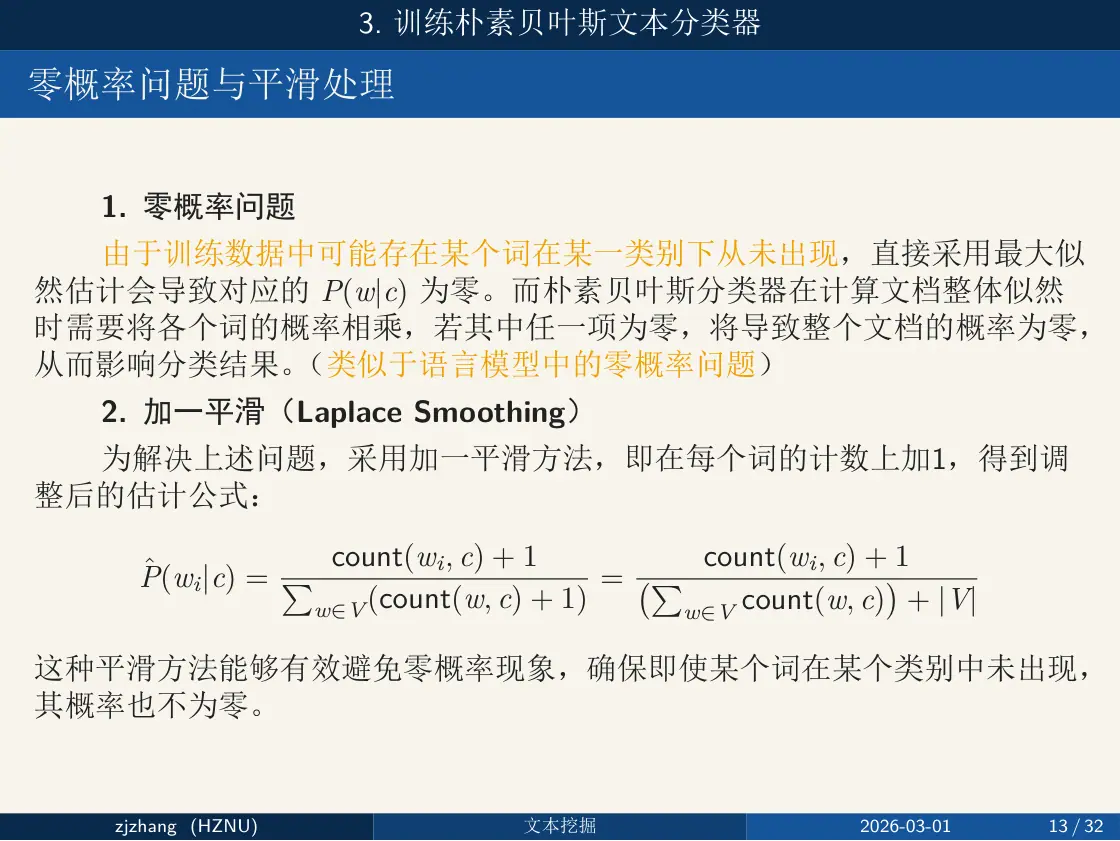 3. 训练朴素贝叶斯文本分类器
零概率问题与平滑处理
1. 零概率问题
由于训练数据中可能存在某个词在某一类别下从未出现，直接采用最大似
然估计会导致对应的 P(w|c) 为零。而朴素贝叶斯分类器在计算文档整体似然
时需要将各个词的概率相乘，若其中任一项为零，将导致整个文档的概率为零，
从而影响分类结果。（类似于语言模型中的零概率问题）
2. 加一平滑（Laplace Smoothing）
为解决上述问题，采用加一平滑方法，即在每个词的计数上加1，得到调
整后的估计公式：
P̂(wᵢ|c) = (count(wᵢ, c) + 1) / (∑_{w∈V}(count(w, c) + 1)) = (count(wᵢ, c) + 1) / ((∑_{w∈V} count(w, c)) + |V|)
这种平滑方法能够有效避免零概率现象，确保即使某个词在某个类别中未出现，
其概率也不为零。
zjzhang (HZNU) 文本挖掘 2026-03-01 13 / 32